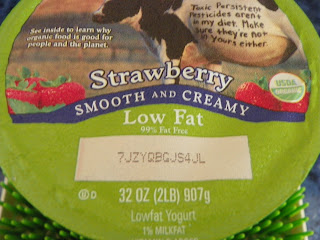 See inside to learn why
organic food is good for
people and the planet.
Toxic Persistent
Pesticides aren't
in my diet. Make
sure they're not
in yours either.
Strawberry
USDA
ORGANIC
SMOOTH AND CREAMY
Low Fat
99% Fat Free
7JZYQBGJS4JL
U D
32 OZ (2LB) 907g
Lowfat Yogurt
1% MILKFAT